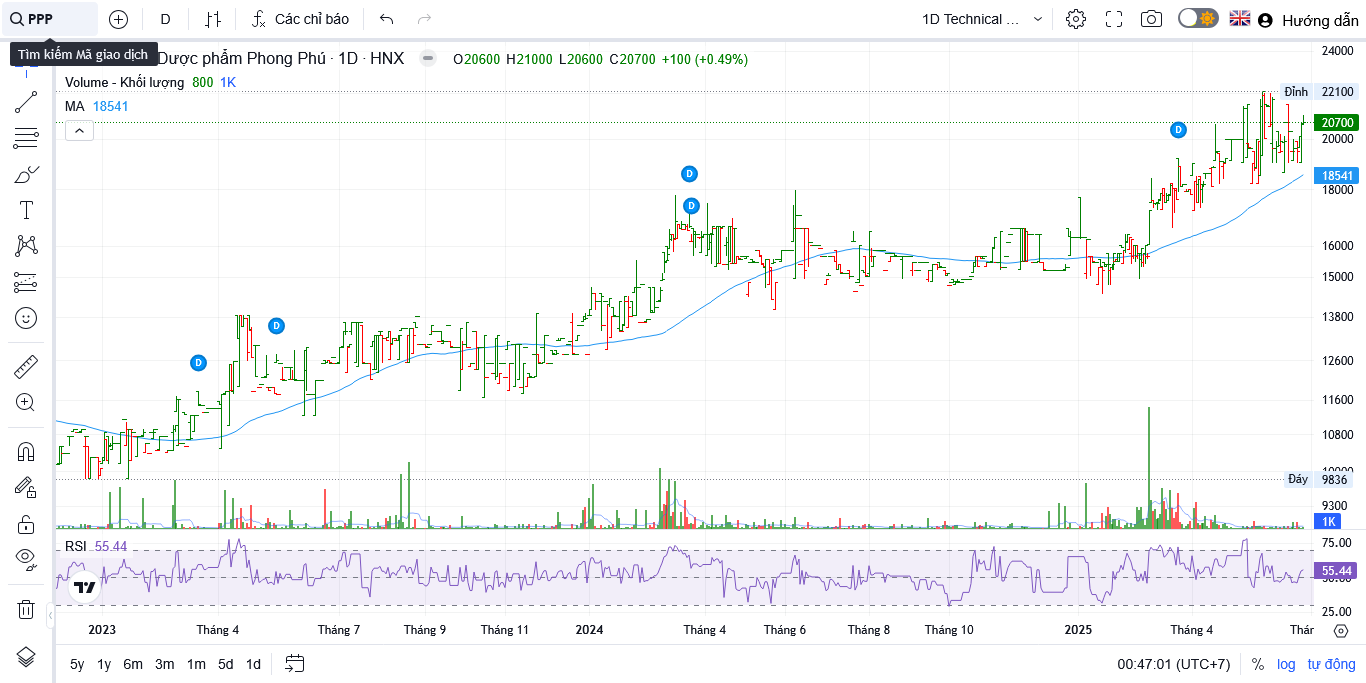 PPP
D
Các chỉ báo
1D Technical ...
Hướng dẫn
Tìm kiếm Mã giao dịch
Dược phẩm Phong Phú · 1D · HNX
O20600 H21000 L20600 C20700 +100 (+0.49%)
Volume - Khối lượng 800 1K
MA 18541
24000
Đỉnh 22100
20700
20000
18541
18000
16000
15000
13800
12600
11600
10800
10000
Đáy 9836
9300
1K
D
D
D
D
D
RSI 55.44
75.00
55.44
50.00
25.00
2023
Tháng 4
Tháng 7
Tháng 9
Tháng 11
2024
Tháng 4
Tháng 6
Tháng 8
Tháng 10
2025
Tháng 4
Thár
5y 1y 6m 3m 1m 5d 1d
00:47:01 (UTC+7)
% log tự động